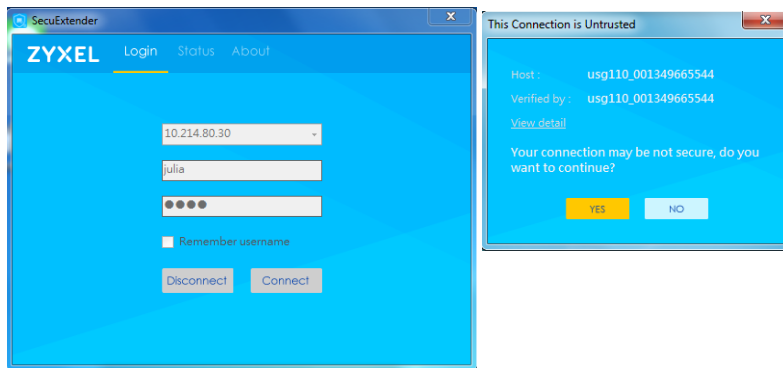 SecuExtender
ZYXEL Login Status About
10.214.80.30
julia
Remember username
Disconnect Connect
This Connection is Untrusted
Host : usg110_001349665544
Verified by : usg110_001349665544
View detail
Your connection may be not secure, do you
want to continue?
YES NO